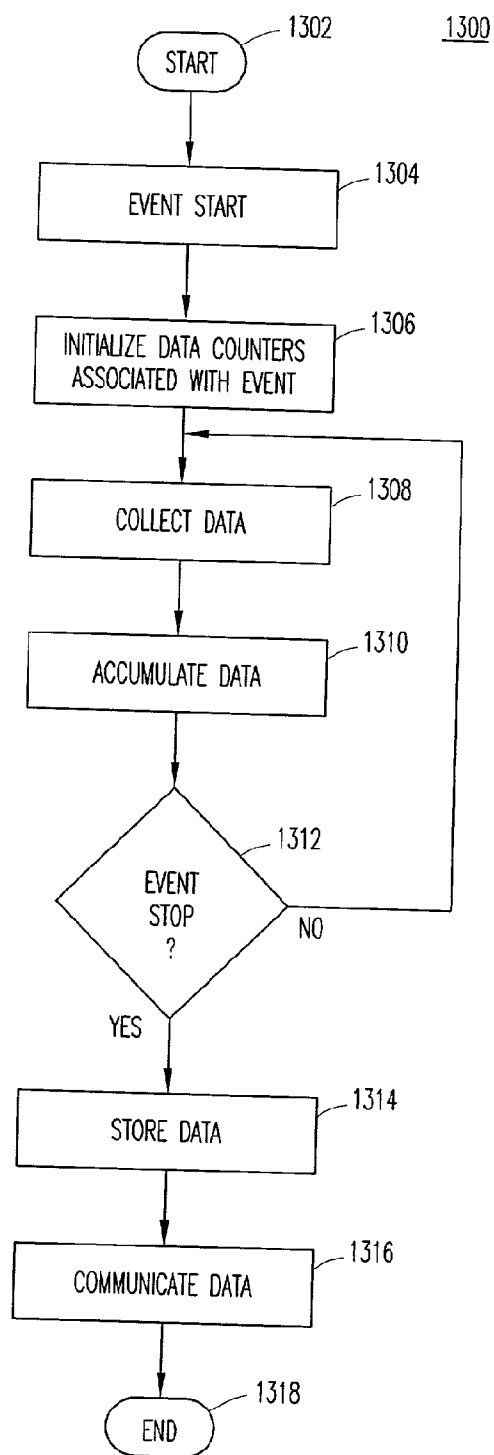 1302
1300
START
1304
EVENT START
1306
INITIALIZE DATA COUNTERS
ASSOCIATED WITH EVENT
1308
COLLECT DATA
1310
ACCUMULATE DATA
1312
EVENT
STOP
?
NO
YES
1314
STORE DATA
1316
COMMUNICATE DATA
1318
END